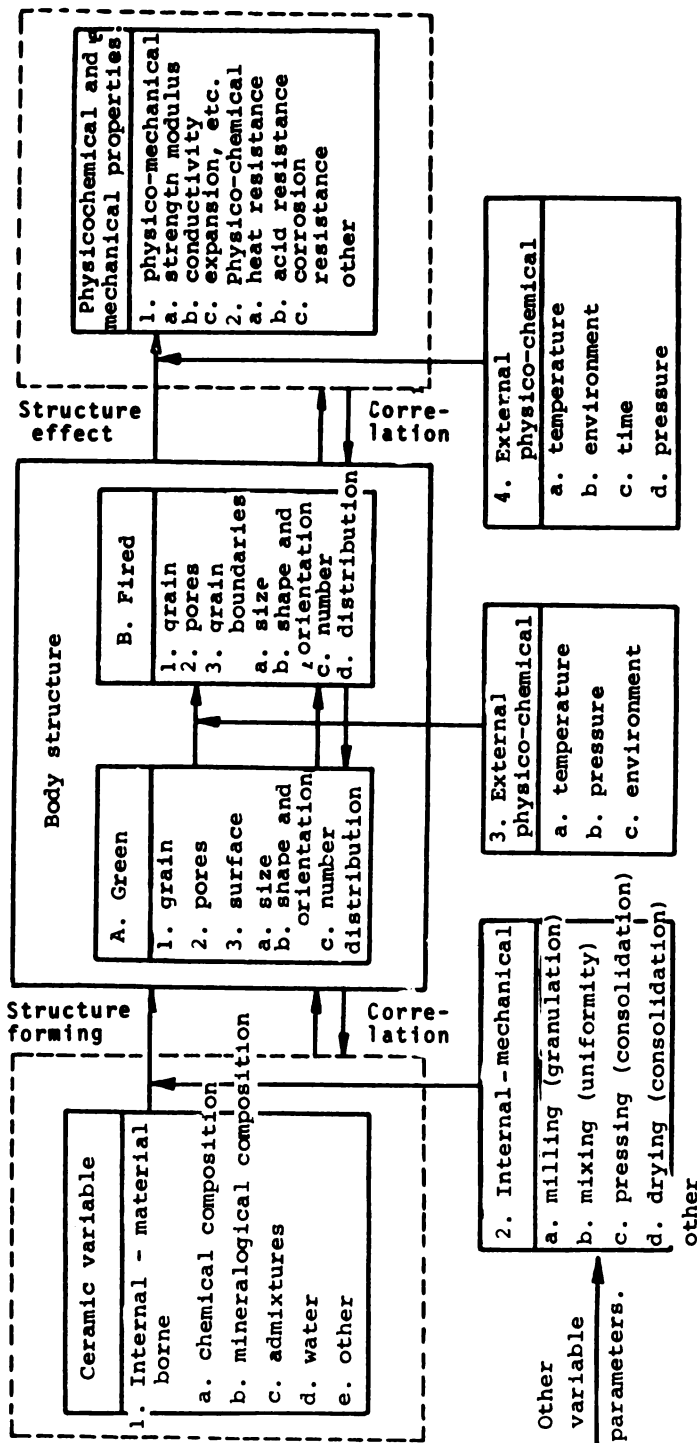 Ceramic variable
1. Internal - material
borne
a. chemical composition
b. mineralogical composition
c. admixtures
d. water
e. other
Structure
forming
Corre-
lation
Body structure
A. Green
1. grain
2. pores
3. surface
a. size
b. shape and
orientation
c. number
distribution
B. Fired
1. grain
2. pores
3. grain
boundaries
a. size
b. shape and
orientation
c. number
d. distribution
Structure
effect
Corre-
lation
Physicochemical and
mechanical properties
1. physico-mechanical
a. strength modulus
b. conductivity
c. expansion, etc.
2. Physico-chemical
a. heat resistance
b. acid resistance
c. corrosion
resistance
other
Other
variable
parameters.
2. Internal-mechanical
a. milling (granulation)
b. mixing (uniformity)
c. pressing (consolidation)
d. drying (consolidation)
other
3. External
physico-chemical
a. temperature
b. pressure
c. environment
4. External
physico-chemical
a. temperature
b. environment
c. time
d. pressure